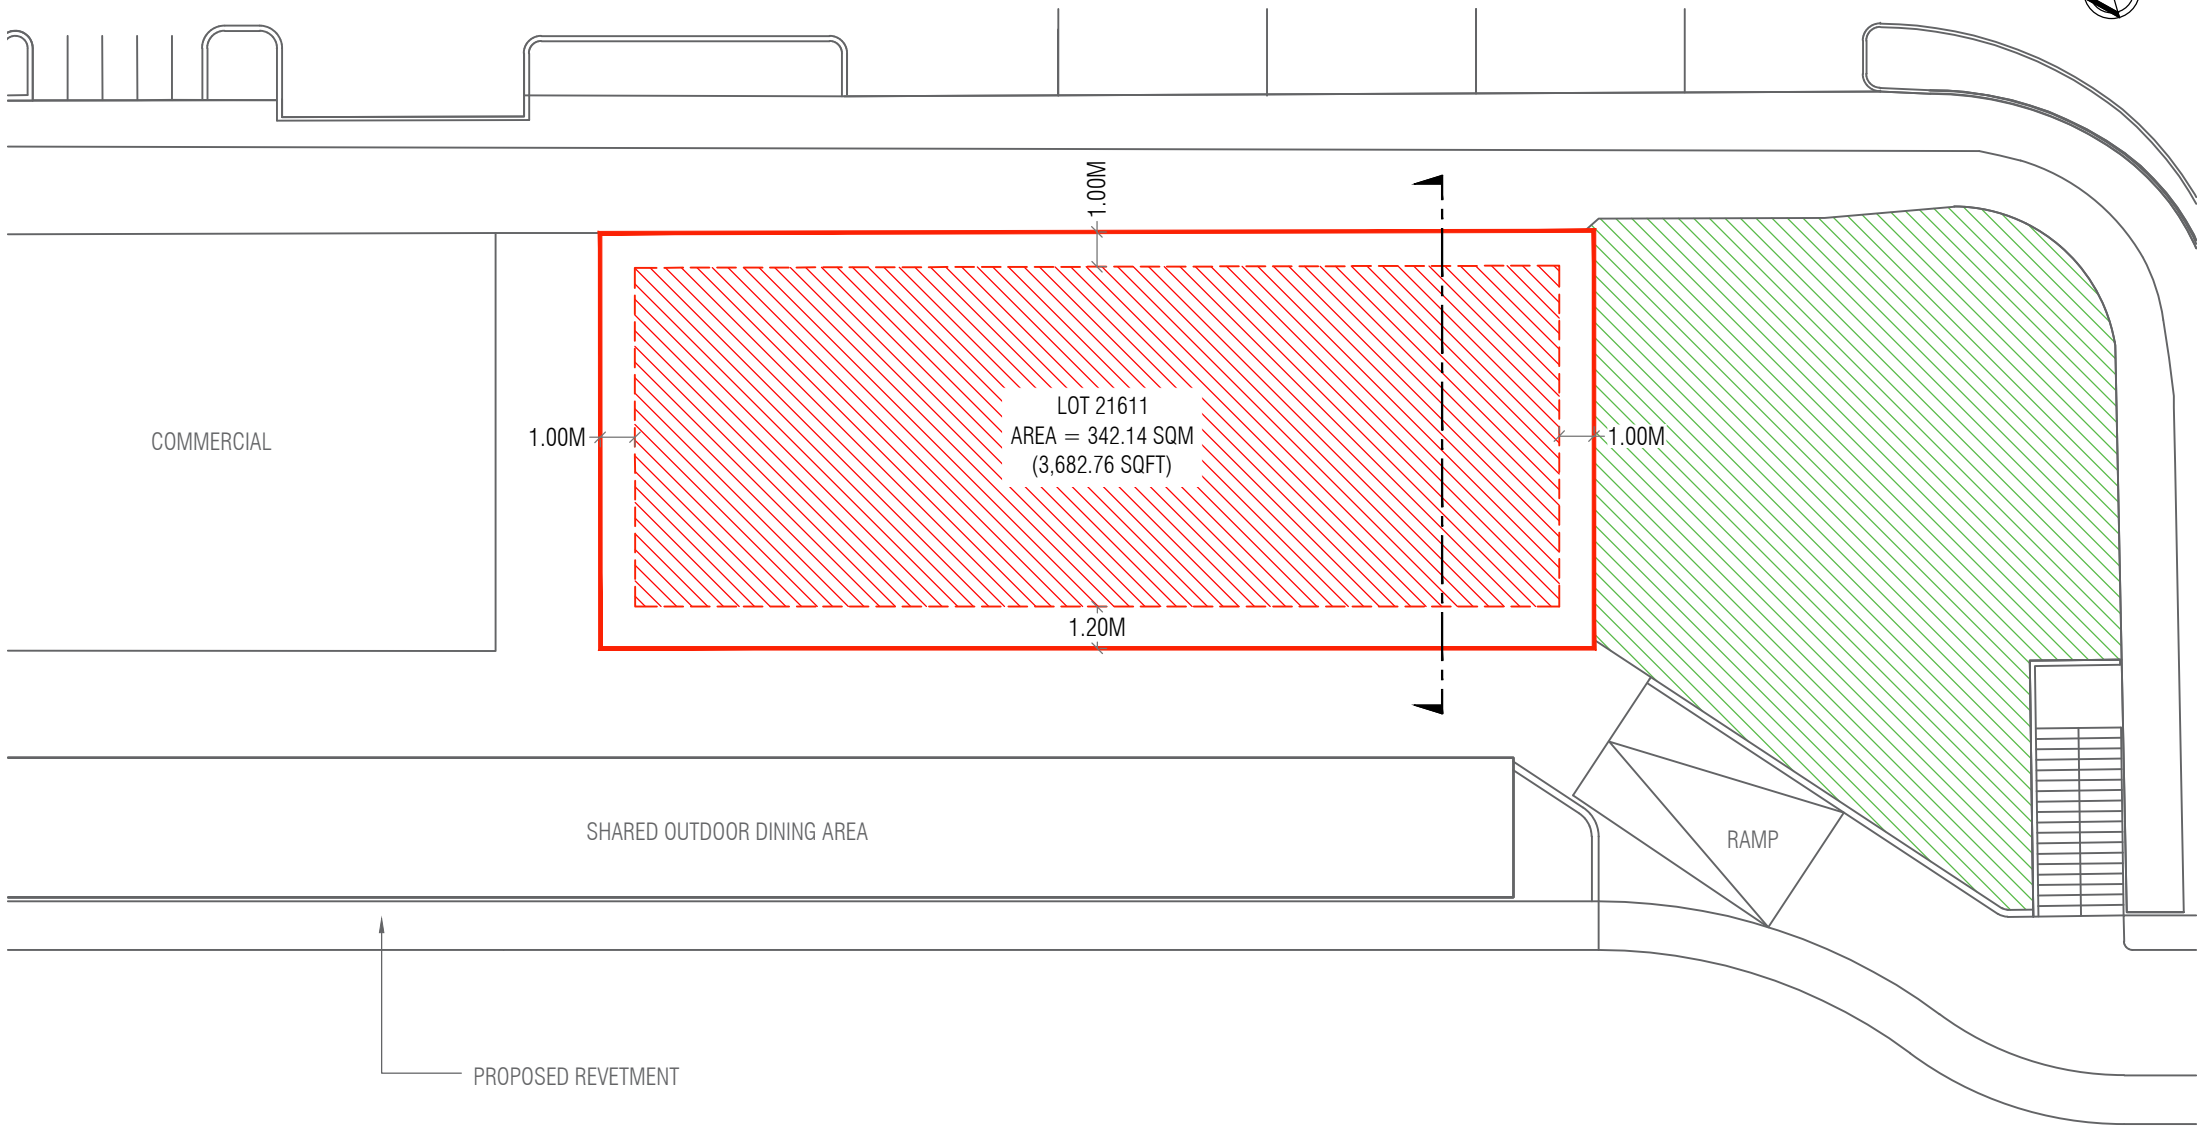 1.00M
LOT 21611
AREA = 342.14 SQM
(3,682.76 SQFT)
COMMERCIAL
1.00M
1.00M
1.20M
SHARED OUTDOOR DINING AREA
RAMP
PROPOSED REVETMENT